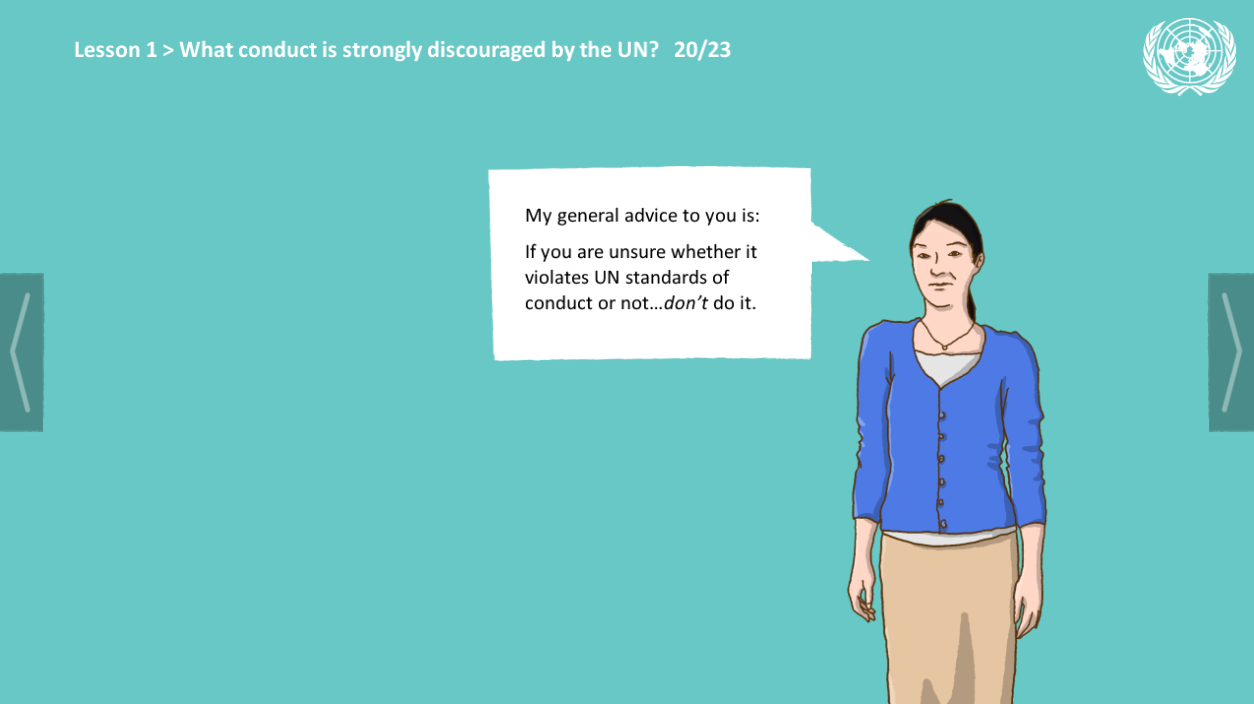 Lesson 1 > What conduct is strongly discouraged by the UN? 20/23
My general advice to you is:
If you are unsure whether it
violates UN standards of
conduct or not…don’t do it.